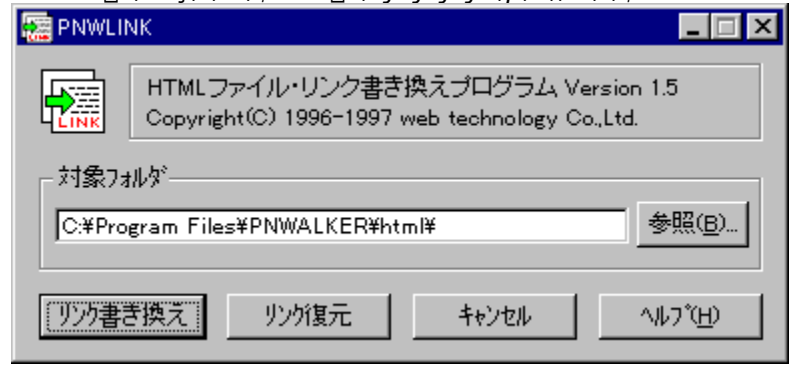 PNWLINK
LINK
HTMLファイル・リンク書き換えプログラム Version 1.5
Copyright(C) 1996-1997 web technology Co.,Ltd.
対象フォルダ
C:¥Program Files¥PNWALKER¥html¥
参照(B)...
リンク書き換え
リンク復元
キャンセル
ヘルプ(H)